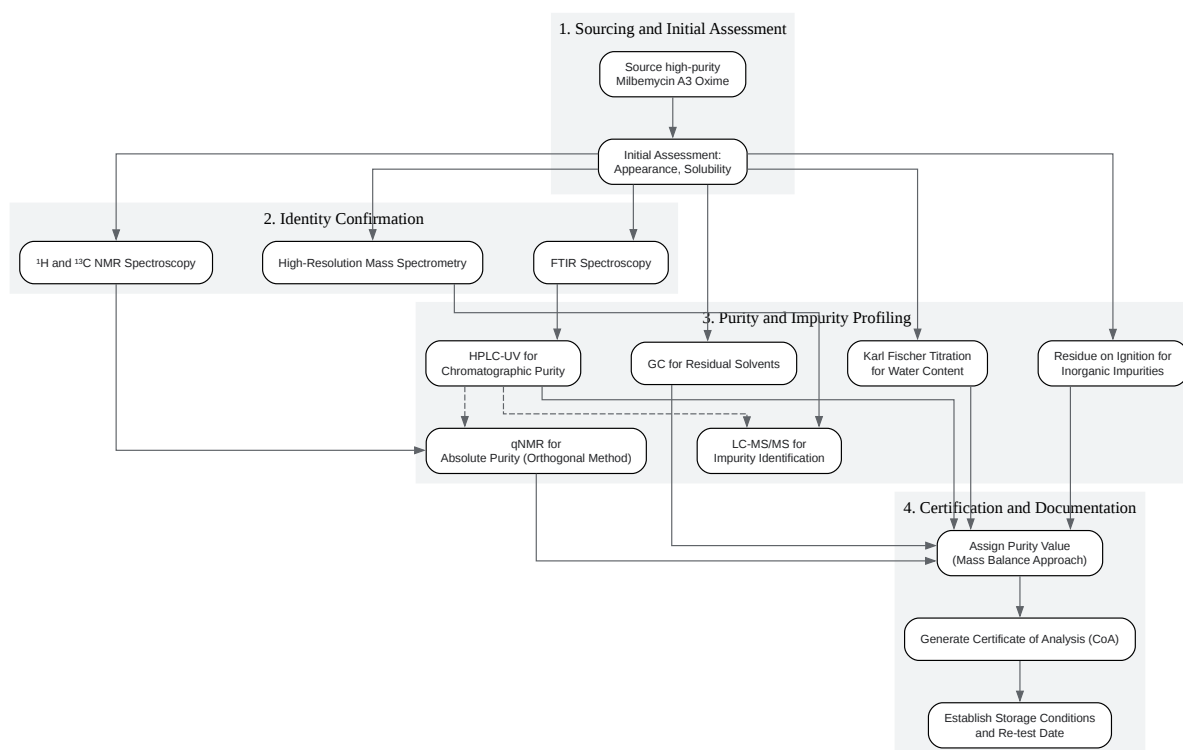 1. Sourcing and Initial Assessment
Source high-purity
Milbemycin A3 Oxime
Initial Assessment:
Appearance, Solubility
2. Identity Confirmation
¹H and ¹³C NMR Spectroscopy
High-Resolution Mass Spectrometry
FTIR Spectroscopy
3. Purity and Impurity Profiling
HPLC-UV for
Chromatographic Purity
GC for Residual Solvents
Karl Fischer Titration
for Water Content
Residue on Ignition for
Inorganic Impurities
qNMR for
Absolute Purity (Orthogonal Method)
LC-MS/MS for
Impurity Identification
4. Certification and Documentation
Assign Purity Value
(Mass Balance Approach)
Generate Certificate of Analysis (CoA)
Establish Storage Conditions
and Re-test Date